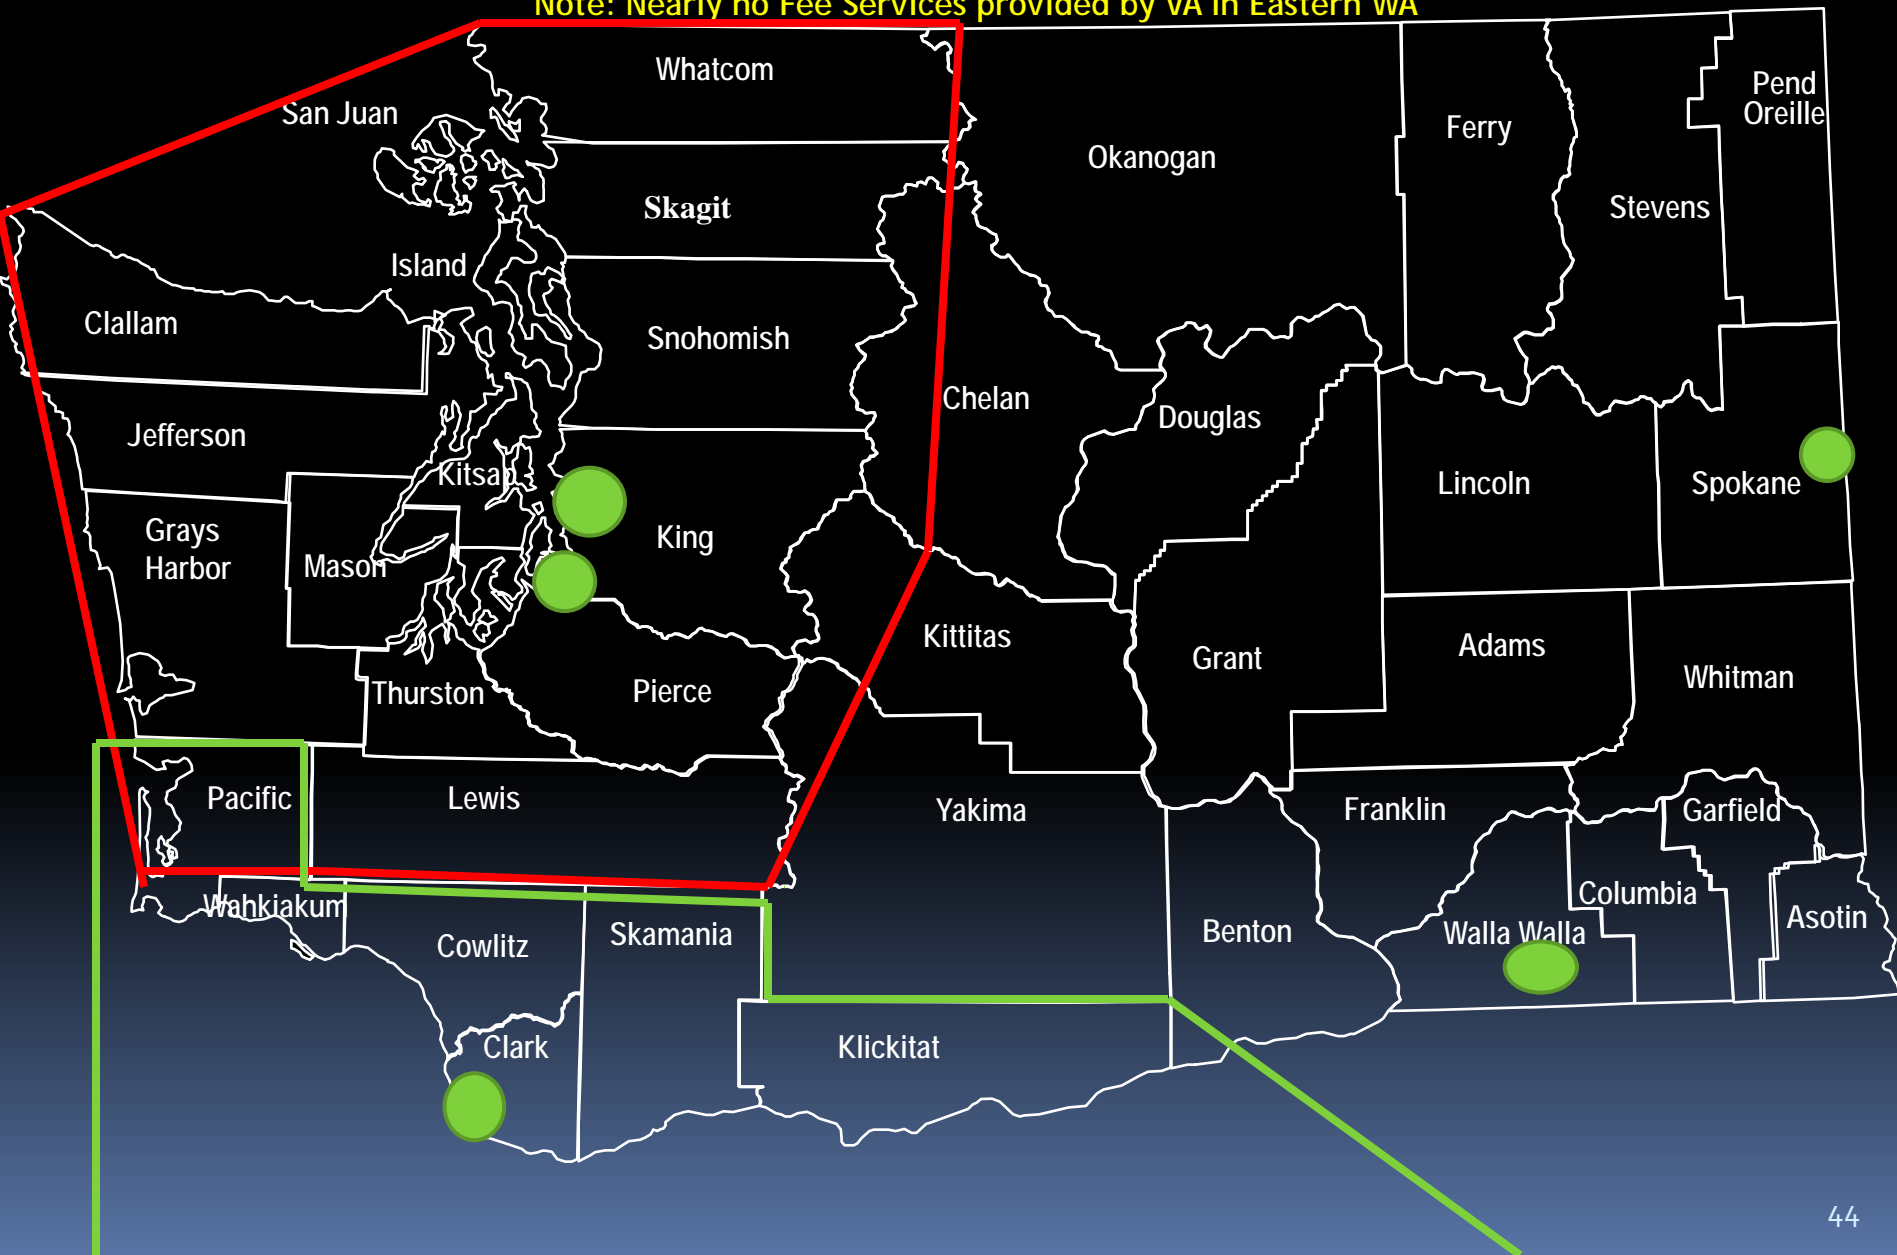 Note: Nearly no Fee Services provided by VA in Eastern WA
Whatcom
San Juan
Pend
Oreille
Ferry
Okanogan
Skagit
Stevens
Island
Clallam
Snohomish
Chelan
Douglas
Jefferson
Kitsap
Lincoln
Spokane
Grays
Harbor
King
Mason
Kittitas
Grant
Adams
Whitman
Thurston
Pierce
Pacific
Lewis
Yakima
Franklin
Garfield
Wahkiakum
Columbia
Cowlitz
Skamania
Benton
Walla Walla
Asotin
Clark
Klickitat
44